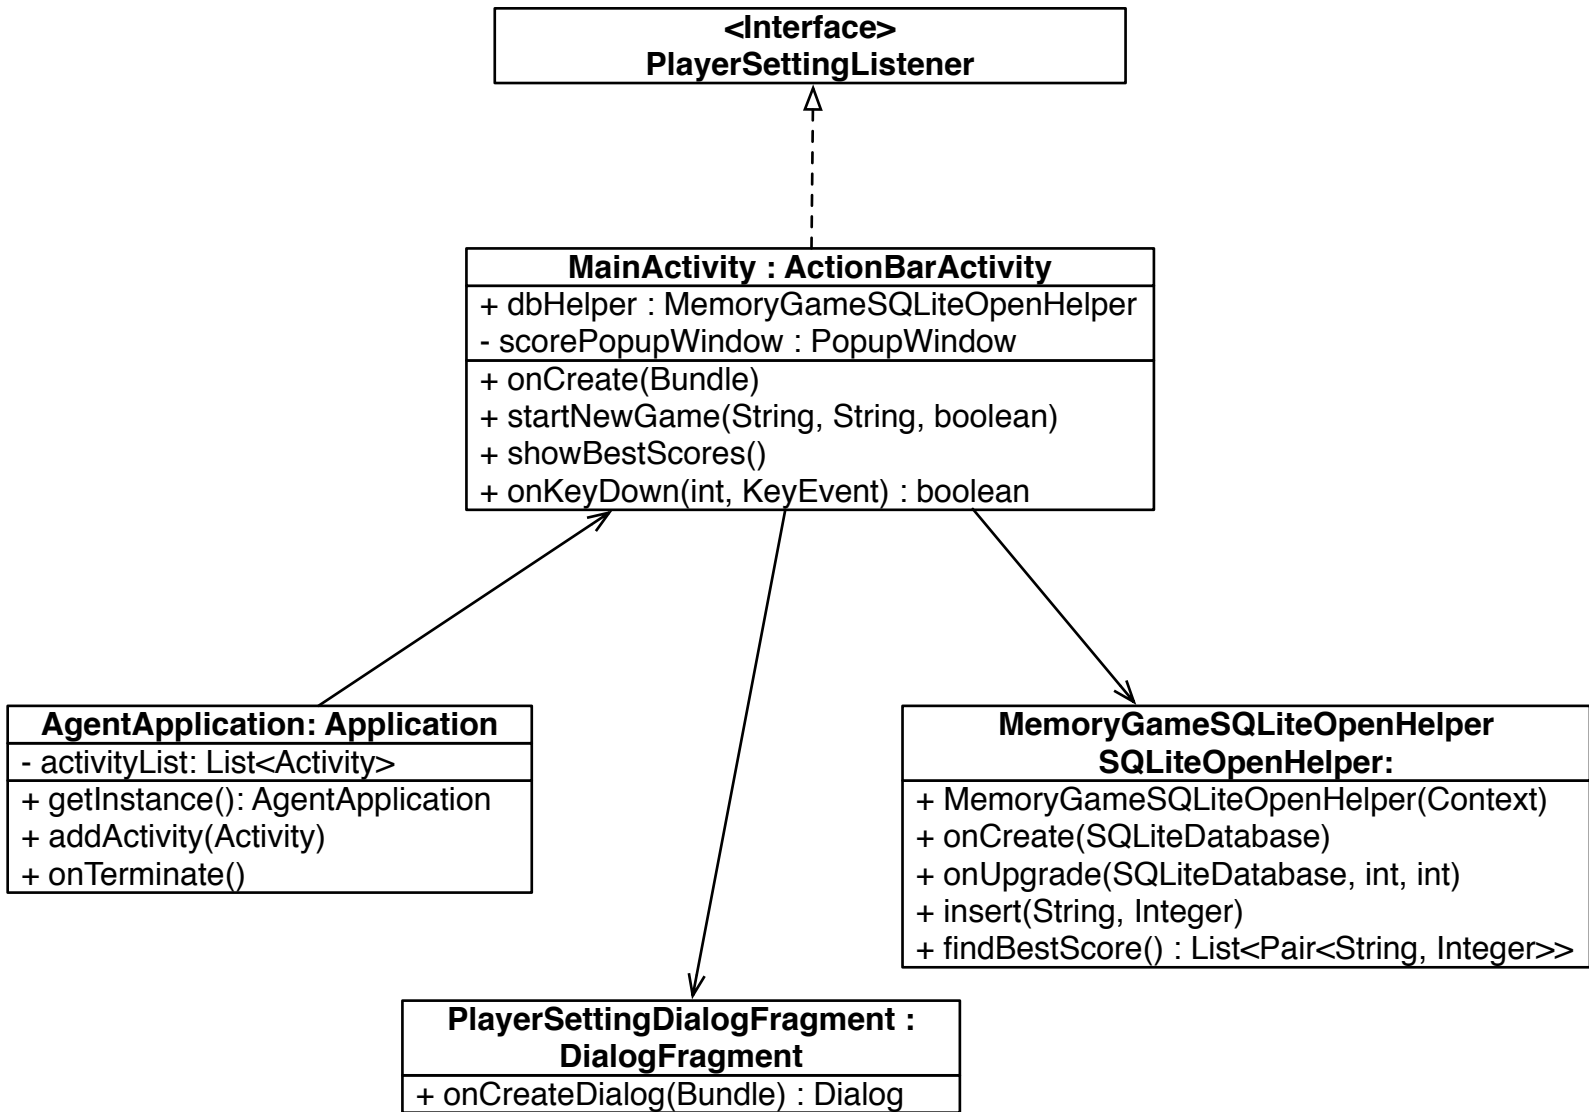 <Interface>
PlayerSettingListener
MainActivity : ActionBarActivity
+ dbHelper : MemoryGameSQLiteOpenHelper
- scorePopupWindow : PopupWindow
+ onCreate(Bundle)
+ startNewGame(String, String, boolean)
+ showBestScores()
+ onKeyDown(int, KeyEvent) : boolean
AgentApplication: Application
- activityList: List<Activity>
+ getInstance(): AgentApplication
+ addActivity(Activity)
+ onTerminate()
MemoryGameSQLiteOpenHelper
SQLiteOpenHelper:
+ MemoryGameSQLiteOpenHelper(Context)
+ onCreate(SQLiteDatabase)
+ onUpgrade(SQLiteDatabase, int, int)
+ insert(String, Integer)
+ findBestScore() : List<Pair<String, Integer>>
PlayerSettingDialogFragment :
DialogFragment
+ onCreateDialog(Bundle) : Dialog